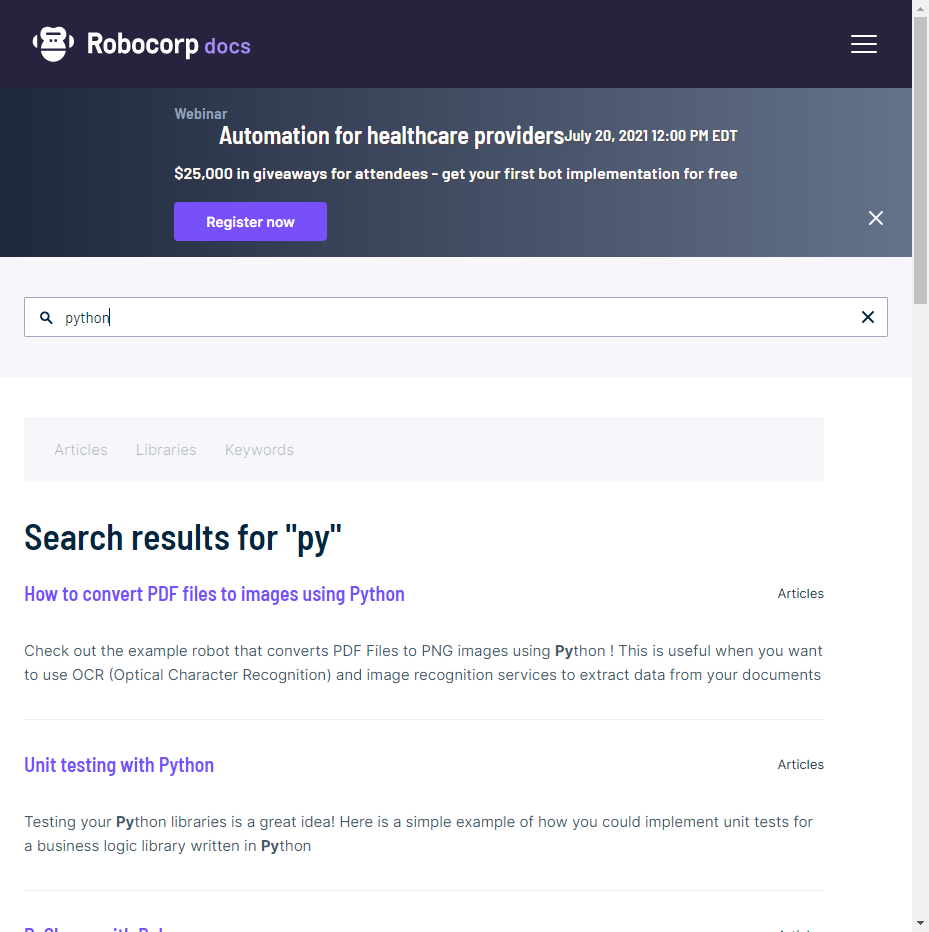 Robocorp docs
Webinar
Automation for healthcare providers July 20, 2021 12:00 PM EDT
$25,000 in giveaways for attendees - get your first bot implementation for free
Register now
python
Articles Libraries Keywords
Search results for "py"
How to convert PDF files to images using Python Articles
Check out the example robot that converts PDF Files to PNG images using Python ! This is useful when you want
to use OCR (Optical Character Recognition) and image recognition services to extract data from your documents
Unit testing with Python Articles
Testing your Python libraries is a great idea! Here is a simple example of how you could implement unit tests for
a business logic library written in Python